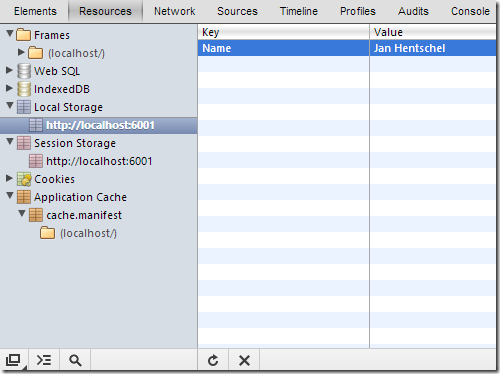 Elements Resources Network Sources Timeline Profiles Audits Console
Frames
(localhost/)
Web SQL
IndexedDB
Local Storage
http://localhost:6001
Session Storage
http://localhost:6001
Cookies
Application Cache
cache.manifest
(localhost/)
Key Value
Name Jan Hentschel